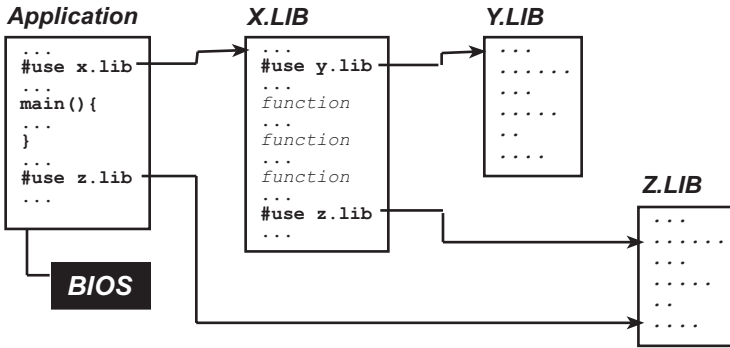 Application
...
#use x.lib
...
main(){
...
}
...
#use z.lib
...
BIOS
X.LIB
...
#use y.lib
...
function
...
function
...
function
...
#use z.lib
...
Y.LIB
...
......
...
.....
..
....
Z.LIB
...
......
...
.....
..
....